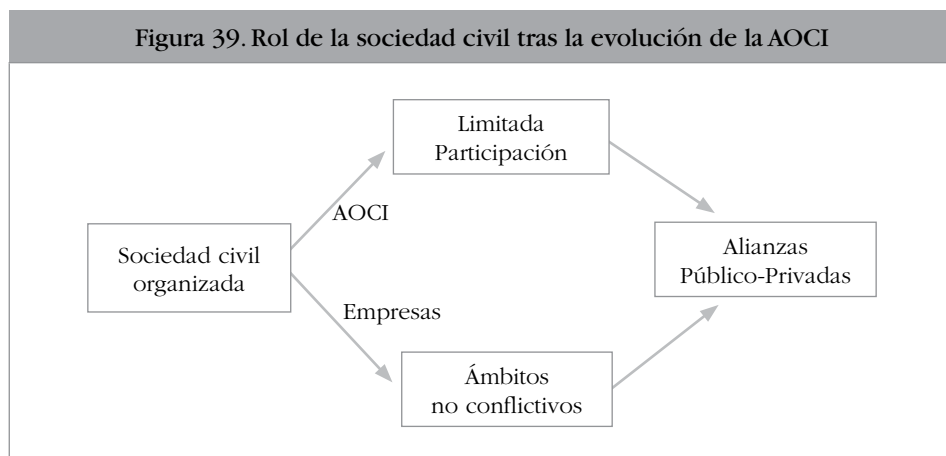 Figura 39. Rol de la sociedad civil tras la evolución de la AOCI
Limitada
Participación
AOCI
Sociedad civil
organizada
Alianzas
Público-Privadas
Empresas
Ámbitos
no conflictivos